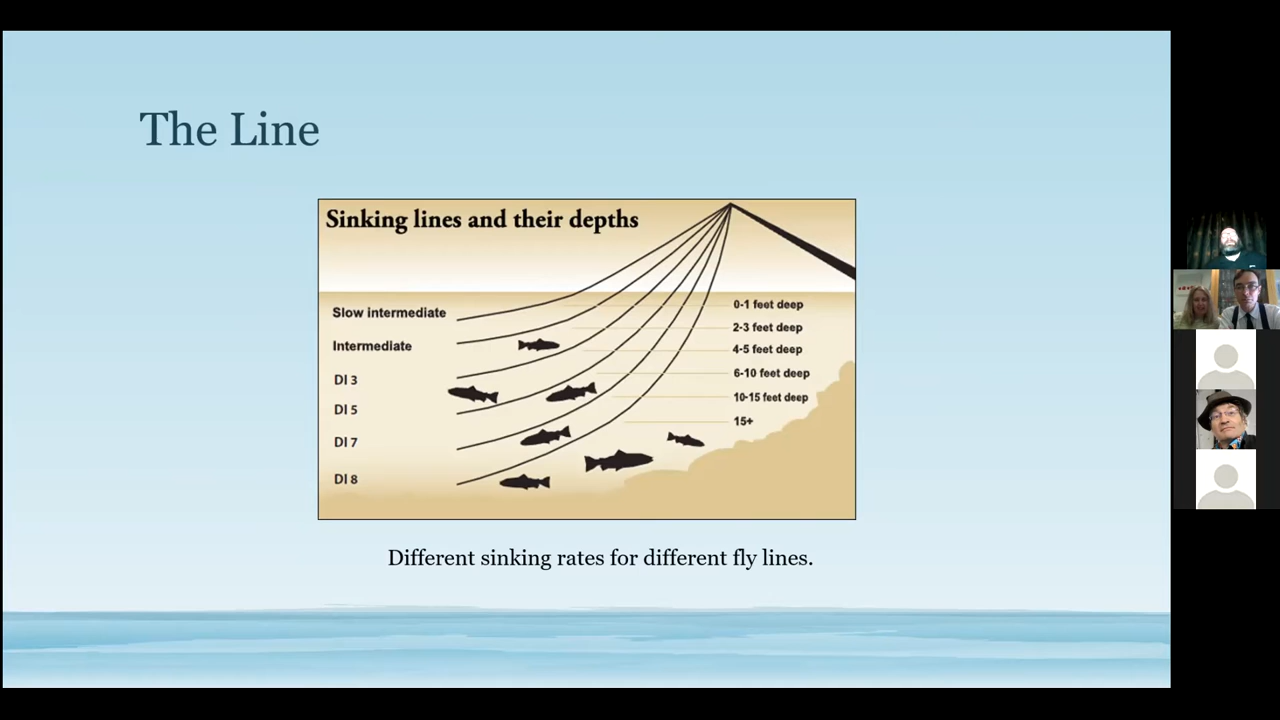 The Line
Sinking lines and their depths
Slow intermediate
0-1 feet deep
Intermediate
2-3 feet deep
DI 3
4-5 feet deep
DI 5
6-10 feet deep
DI 7
10-15 feet deep
DI 8
15+
Different sinking rates for different fly lines.